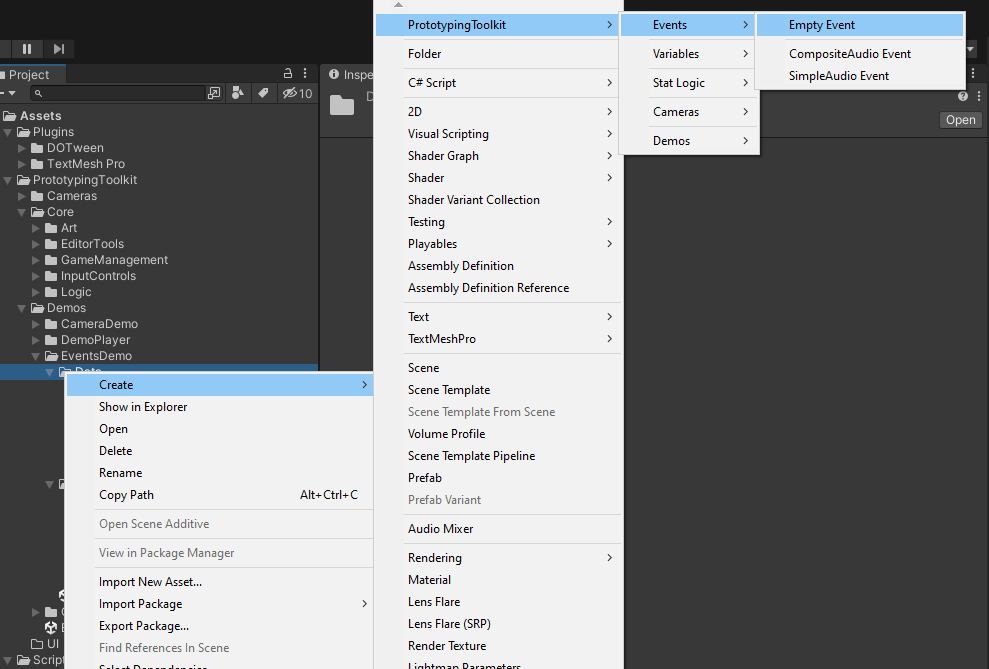 Project
10
Assets
Plugins
DOTween
TextMesh Pro
PrototypingToolkit
Cameras
Core
Art
EditorTools
GameManagement
InputControls
Logic
Demos
CameraDemo
DemoPlayer
EventsDemo
UI
Create
Show in Explorer
Open
Delete
Rename
Copy Path Alt+Ctrl+C
Open Scene Additive
View in Package Manager
Import New Asset...
Import Package
Export Package...
Find References In Scene
Select Dependencies
PrototypingToolkit
Folder
C# Script
2D
Visual Scripting
Shader Graph
Shader
Shader Variant Collection
Testing
Playables
Assembly Definition
Assembly Definition Reference
Text
TextMeshPro
Scene
Scene Template
Scene Template From Scene
Volume Profile
Scene Template Pipeline
Prefab
Prefab Variant
Audio Mixer
Rendering
Material
Lens Flare
Lens Flare (SRP)
Render Texture
Lightmap Parameters
Events
Variables
Stat Logic
Cameras
Demos
Empty Event
CompositeAudio Event
SimpleAudio Event
Open